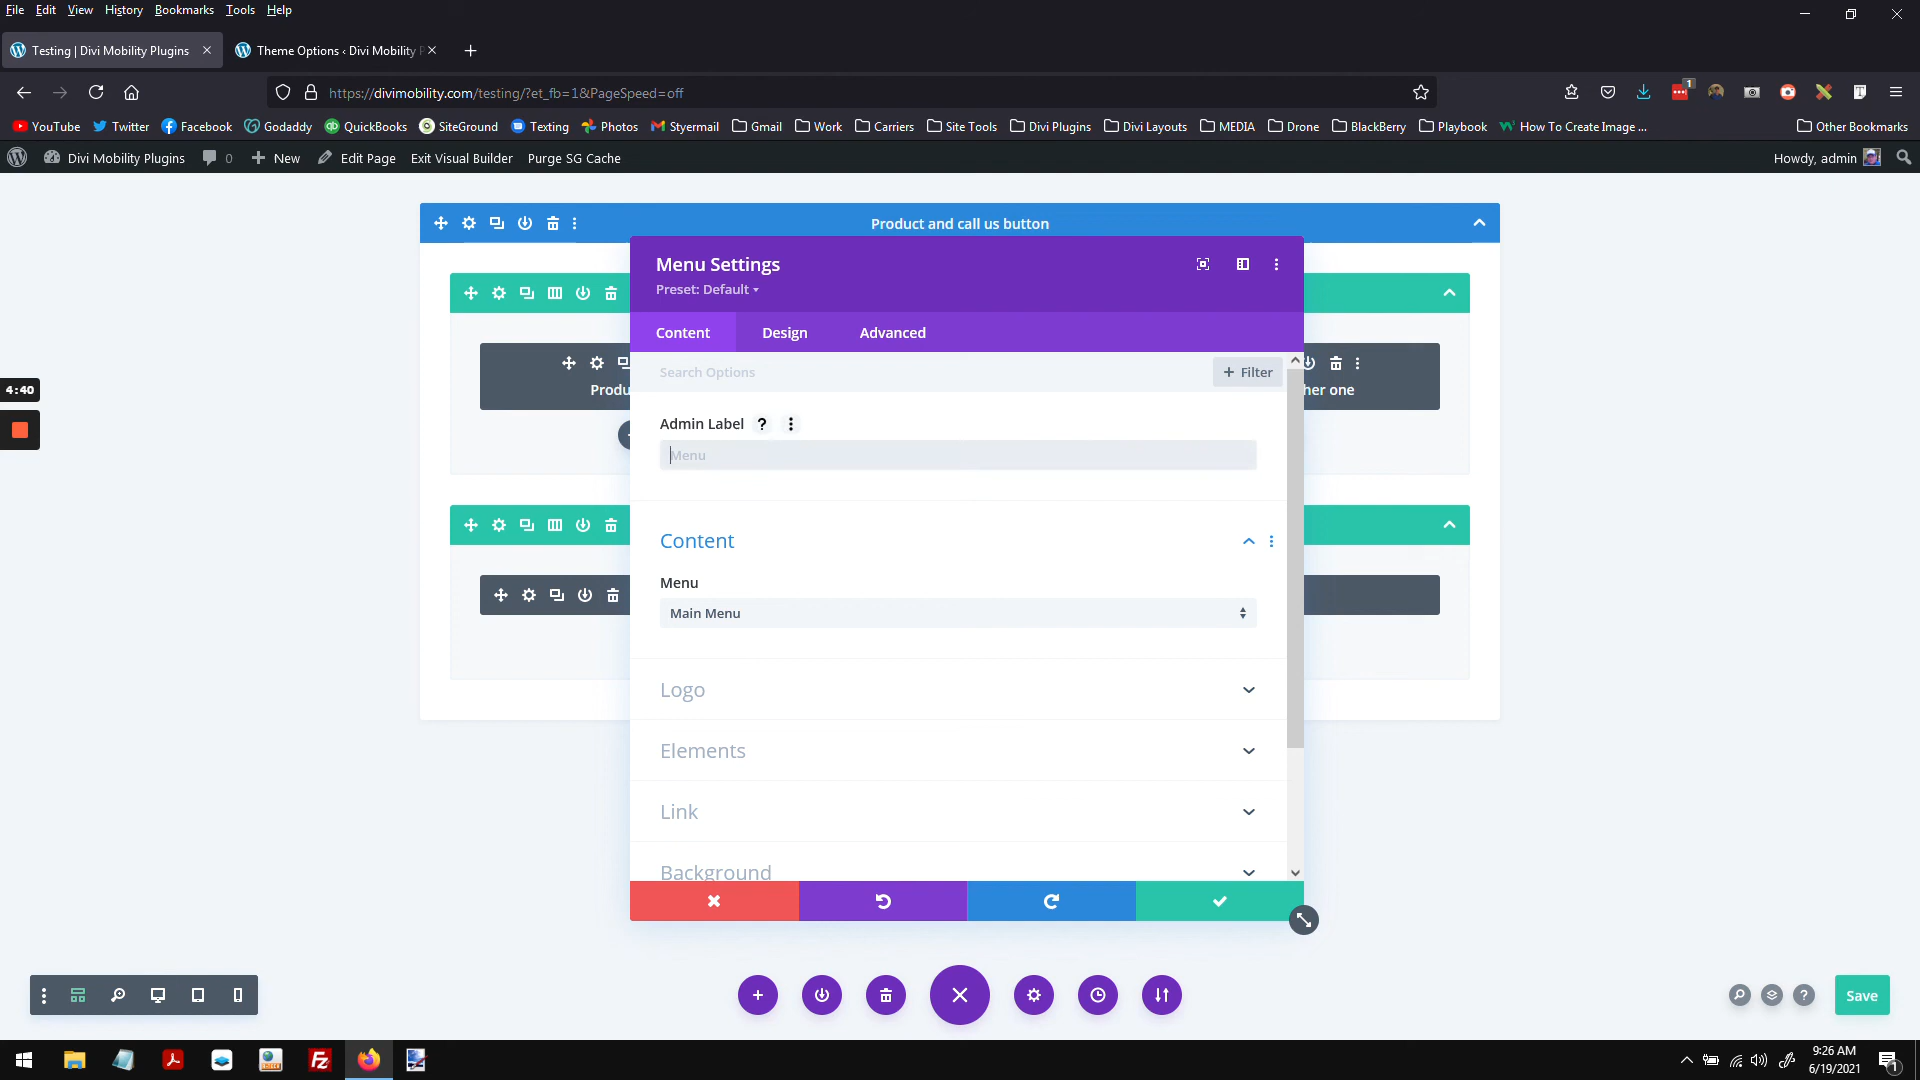 File Edit View History Bookmarks Tools Help
Testing | Divi Mobility Plugins
Theme Options ‹ Divi Mobility P
https://divimobility.com/testing/?et_fb=1&PageSpeed=off
1
YouTube Twitter Facebook Godaddy QuickBooks SiteGround Texting Photos Styermail Gmail Work Carriers Site Tools Divi Plugins Divi Layouts MEDIA Drone BlackBerry Playbook How To Create Image ... Other Bookmarks
Divi Mobility Plugins 0 New Edit Page Exit Visual Builder Purge SG Cache Howdy, admin
Product and call us button
Menu Settings
Preset: Default
Content Design Advanced
Search Options
+ Filter
Produ
her one
4:40
Admin Label ?
Menu
Content
Menu
Main Menu
Logo
Elements
Link
Background
? Save
9:26 AM
6/19/2021
1